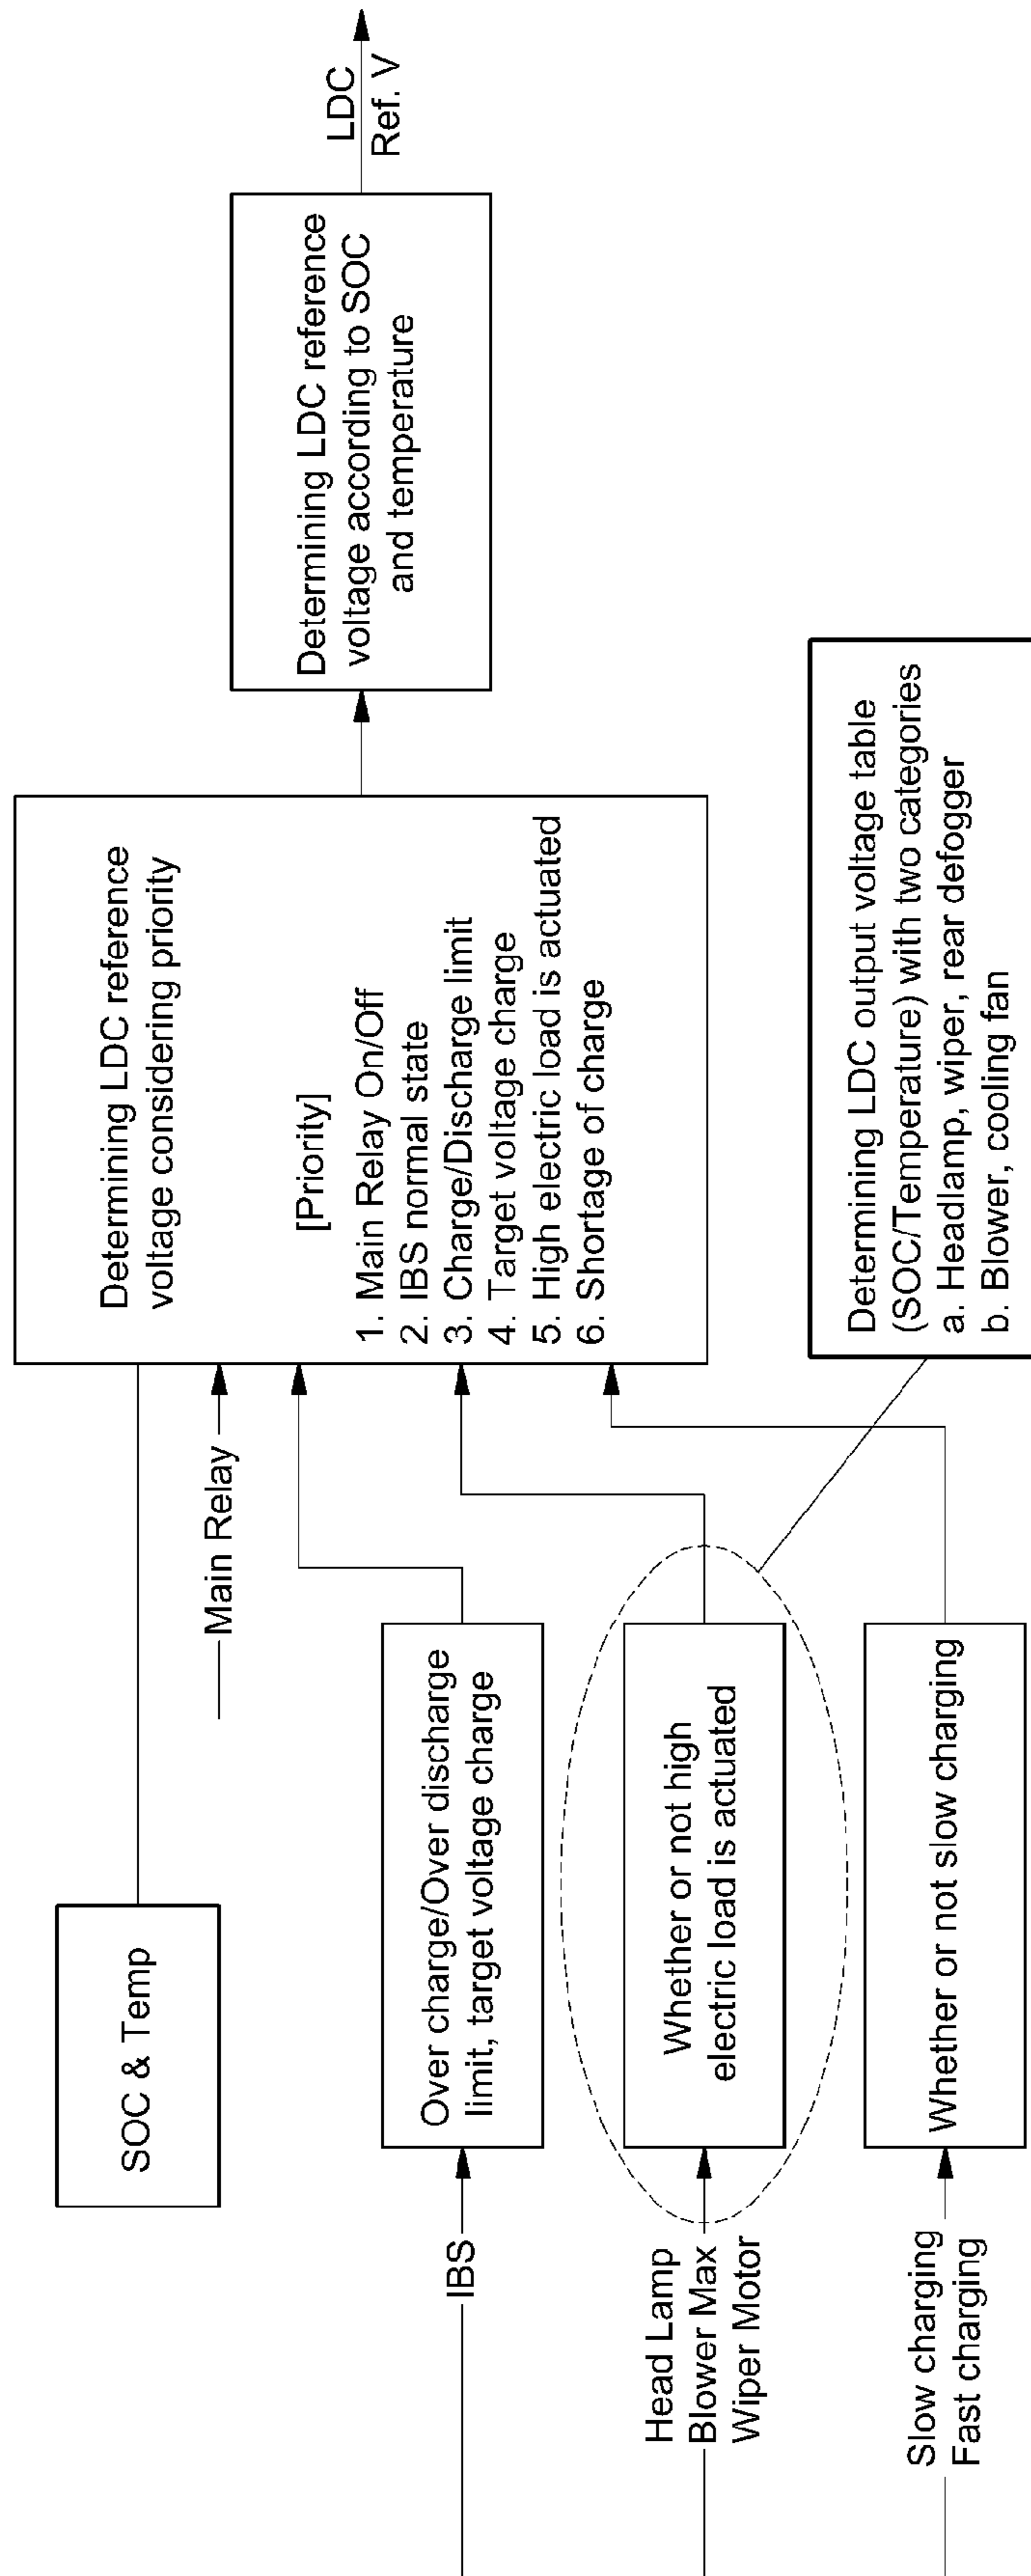 SOC & Temp
Main Relay
IBS
Over charge/Over discharge
limit, target voltage charge
Head Lamp
Blower Max
Wiper Motor
Whether or not high
electric load is actuated
Slow charging
Fast charging
Whether or not slow charging
Determining LDC reference
voltage considering priority
[Priority]
1. Main Relay On/Off
2. IBS normal state
3. Charge/Discharge limit
4. Target voltage charge
5. High electric load is actuated
6. Shortage of charge
Determining LDC output voltage table
(SOC/Temperature) with two categories
a. Headlamp, wiper, rear defogger
b. Blower, cooling fan
Determining LDC reference
voltage according to SOC
and temperature
LDC
Ref. V